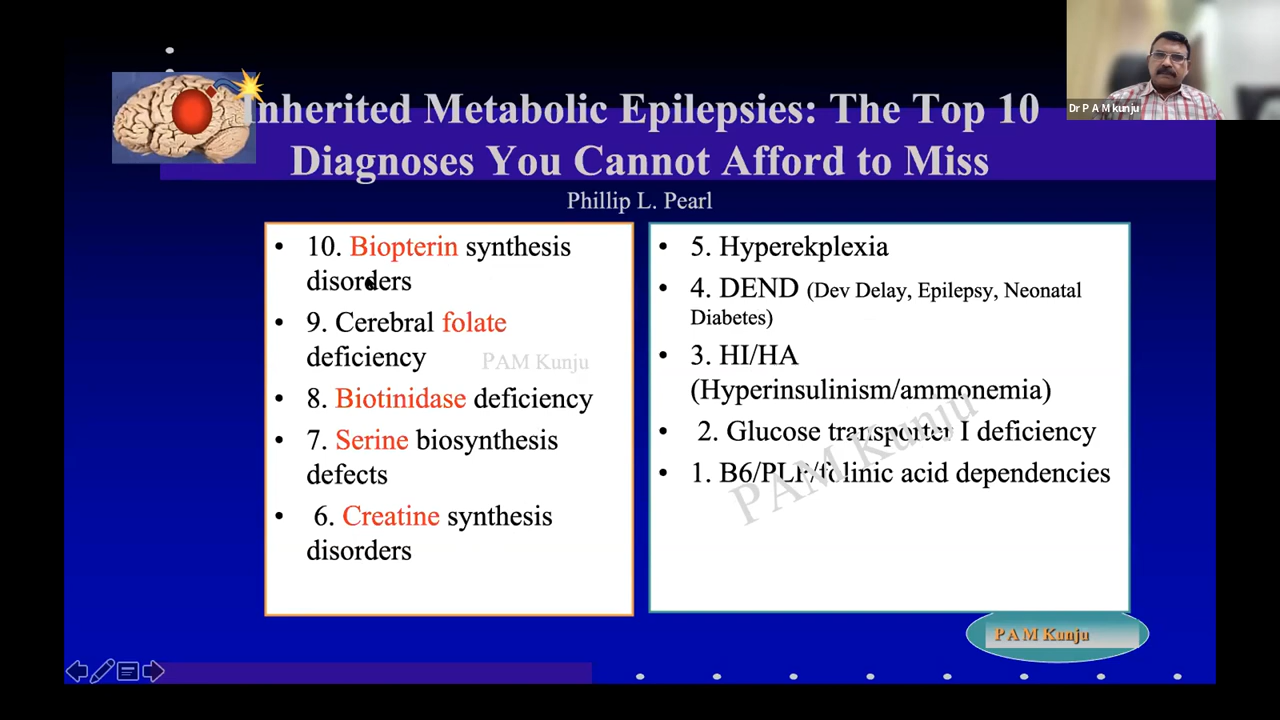 Inherited Metabolic Epilepsies: The Top 10
Diagnoses You Cannot Afford to Miss
Phillip L. Pearl
Dr P A M kunju
• 10. Biopterin synthesis
disorders
• 9. Cerebral folate
deficiency
PAM Kunju
• 8. Biotinidase deficiency
• 7. Serine biosynthesis
defects
• 6. Creatine synthesis
disorders
• 5. Hyperekplexia
• 4. DEND (Dev Delay, Epilepsy, Neonatal
Diabetes)
• 3. HI/HA
(Hyperinsulinism/ammonemia)
• 2. Glucose transporter I deficiency
• 1. B6/PLP/folinic acid dependencies
PAM Kunju
P A M Kunju